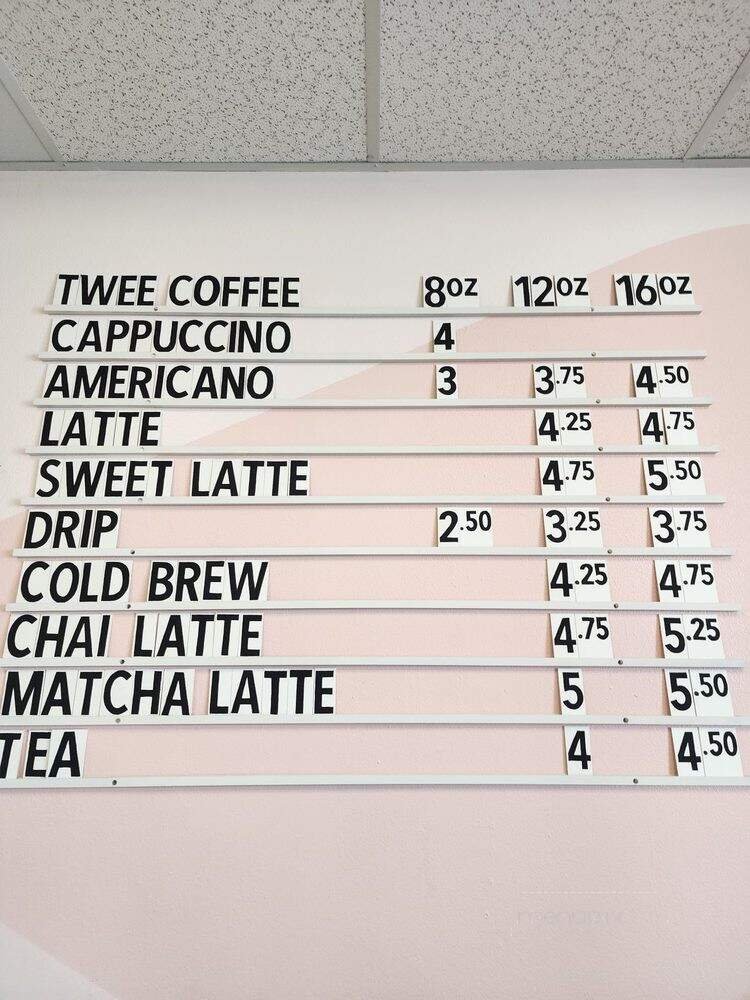 TWEE COFFEE 8oz 12oz 16oz
CAPPUCCINO 4
AMERICANO 3 3.75 4.50
LATTE 4.25 4.75
SWEET LATTE 4.75 5.50
DRIP 2.50 3.25 3.75
COLD BREW 4.25 4.75
CHAI LATTE 4.75 5.25
MATCHA LATTE 5 5.50
TEA 4 4.50